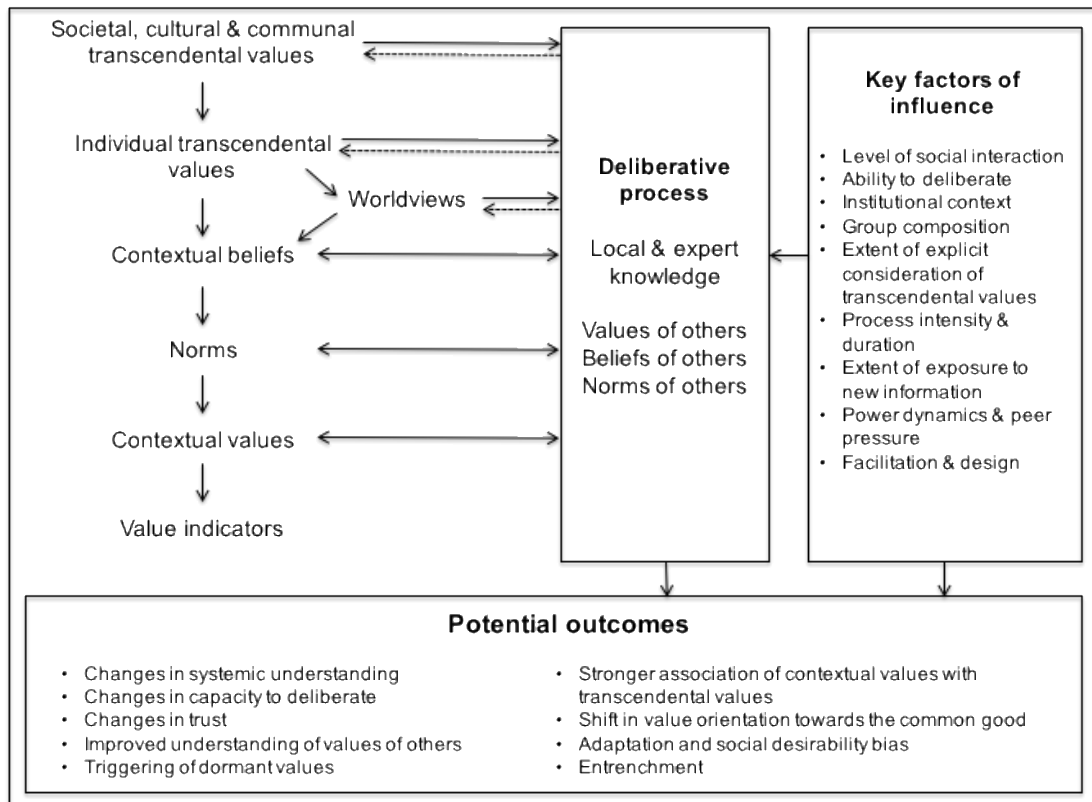 Societal, cultural & communal
transcendental values
Individual transcendental
values
Worldviews
Contextual beliefs
Norms
Contextual values
Value indicators
Deliberative
process
Local & expert
knowledge
Values of others
Beliefs of others
Norms of others
Key factors of
influence
• Level of social interaction
• Ability to deliberate
• Institutional context
• Group composition
• Extent of explicit
consideration of
transcendental values
• Process intensity &
duration
• Extent of exposure to
new information
• Power dynamics & peer
pressure
• Facilitation & design
Potential outcomes
• Changes in systemic understanding
• Changes in capacity to deliberate
• Changes in trust
• Improved understanding of values of others
• Triggering of dormant values
• Stronger association of contextual values with
transcendental values
• Shift in value orientation towards the common good
• Adaptation and social desirability bias
• Entrenchment